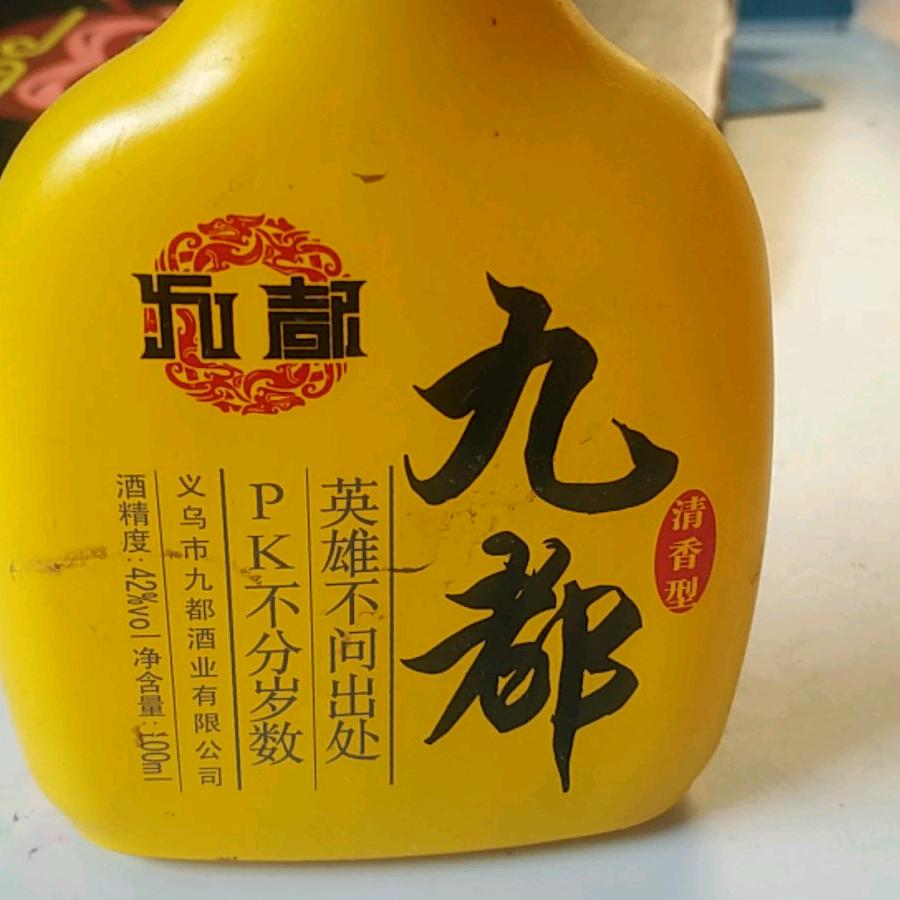 九都
清香型
九都
英雄不问出处
PK不分岁数
义乌市九都酒业有限公司
酒精度:42%vol 净含量:100ml